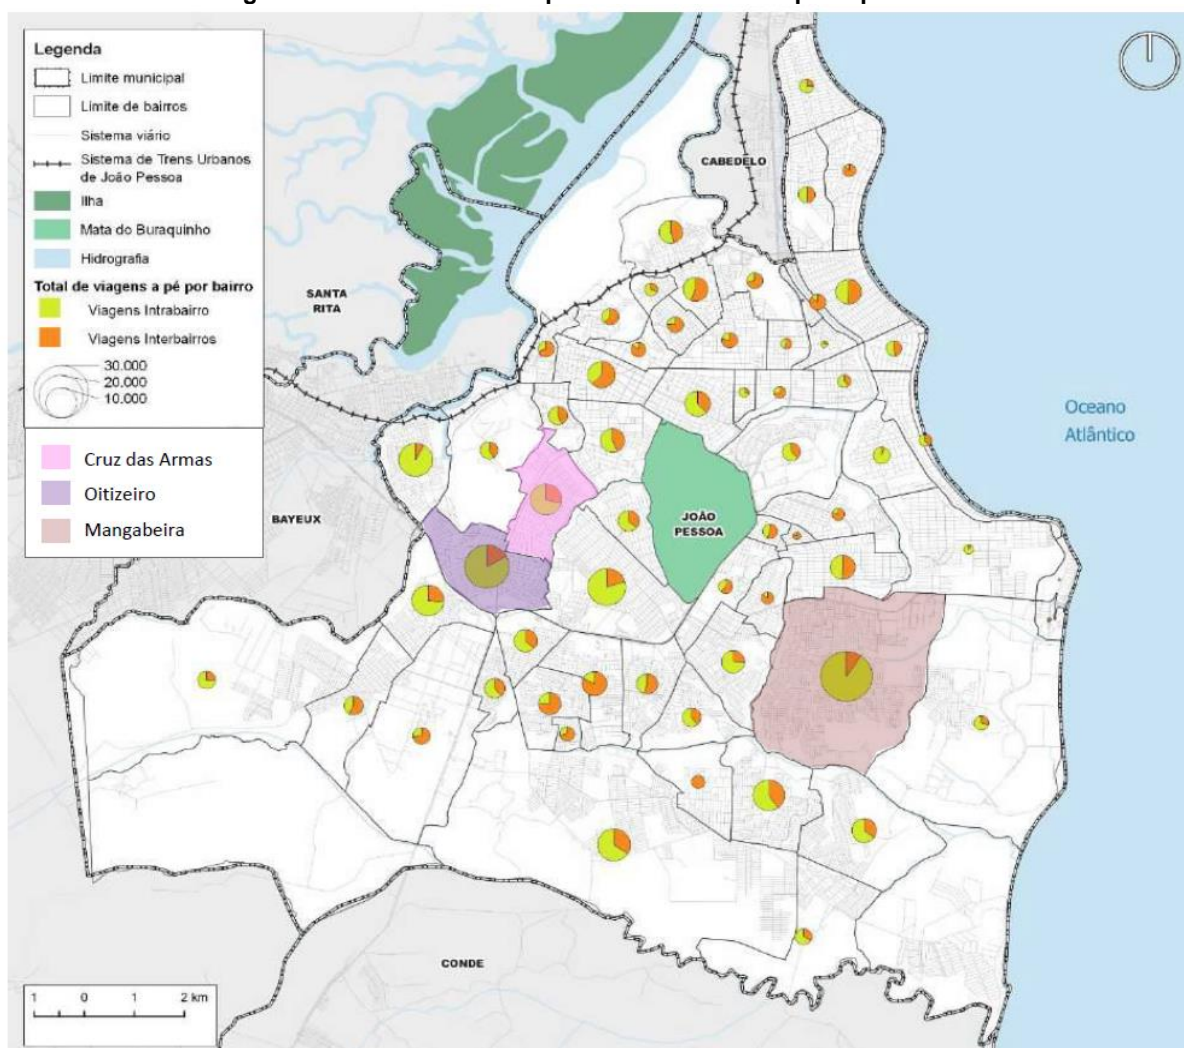 Legenda
Limite municipal
Limite de bairros
Sistema viário
Sistema de Trens Urbanos
de João Pessoa
Ilha
Mata do Buraquinho
Hidrografia
Total de viagens a pé por bairro
Viagens Intrabairro
Viagens Interbairros
30.000
20.000
10.000
Cruz das Armas
Oitizeiro
Mangabeira
CABEDELO
SANTA
RITA
BAYEUX
JOÃO
PESSOA
Oceano
Atlântico
CONDE
1 0 1 2 km